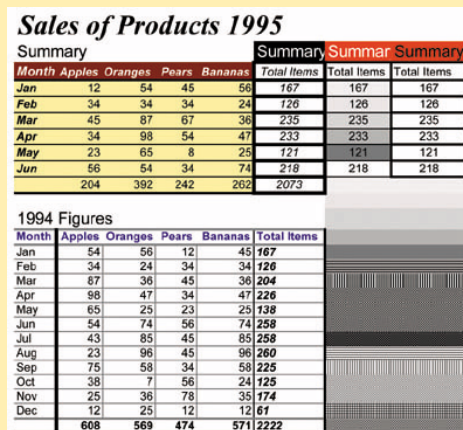 Sales of Products 1995
Summary Summary Summar Summary
Month Apples Oranges Pears Bananas Total Items Total Items Total Items
Jan 12 54 45 56 167 167 167
Feb 34 34 34 24 126 126 126
Mar 45 87 67 36 235 235 235
Apr 34 98 54 47 233 233 233
May 23 65 8 25 121 121 121
Jun 56 54 34 74 218 218 218
204 392 242 262 2073
1994 Figures
Month Apples Oranges Pears Bananas Total Items
Jan 54 56 12 45 167
Feb 34 24 34 34 126
Mar 87 36 45 36 204
Apr 98 47 34 47 226
May 65 25 23 25 138
Jun 54 74 56 74 258
Jul 43 85 45 85 258
Aug 23 96 45 96 260
Sep 75 58 34 58 225
Oct 38 7 56 24 125
Nov 25 36 78 35 174
Dec 12 25 12 12 61
608 569 474 571 2222